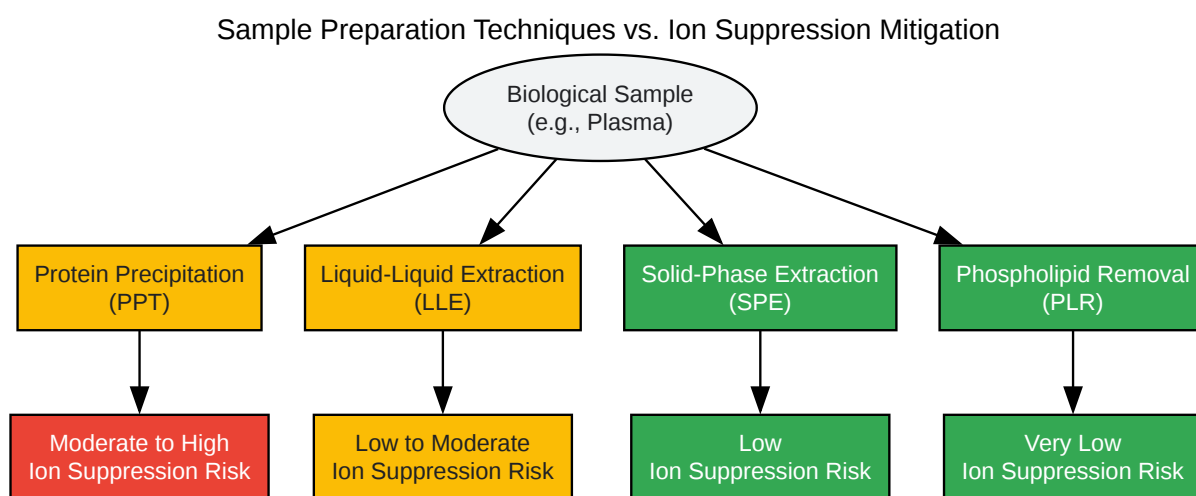 Sample Preparation Techniques vs. Ion Suppression Mitigation
Biological Sample
(e.g., Plasma)
Protein Precipitation
(PPT)
Liquid-Liquid Extraction
(LLE)
Solid-Phase Extraction
(SPE)
Phospholipid Removal
(PLR)
Moderate to High
Ion Suppression Risk
Low to Moderate
Ion Suppression Risk
Low
Ion Suppression Risk
Very Low
Ion Suppression Risk